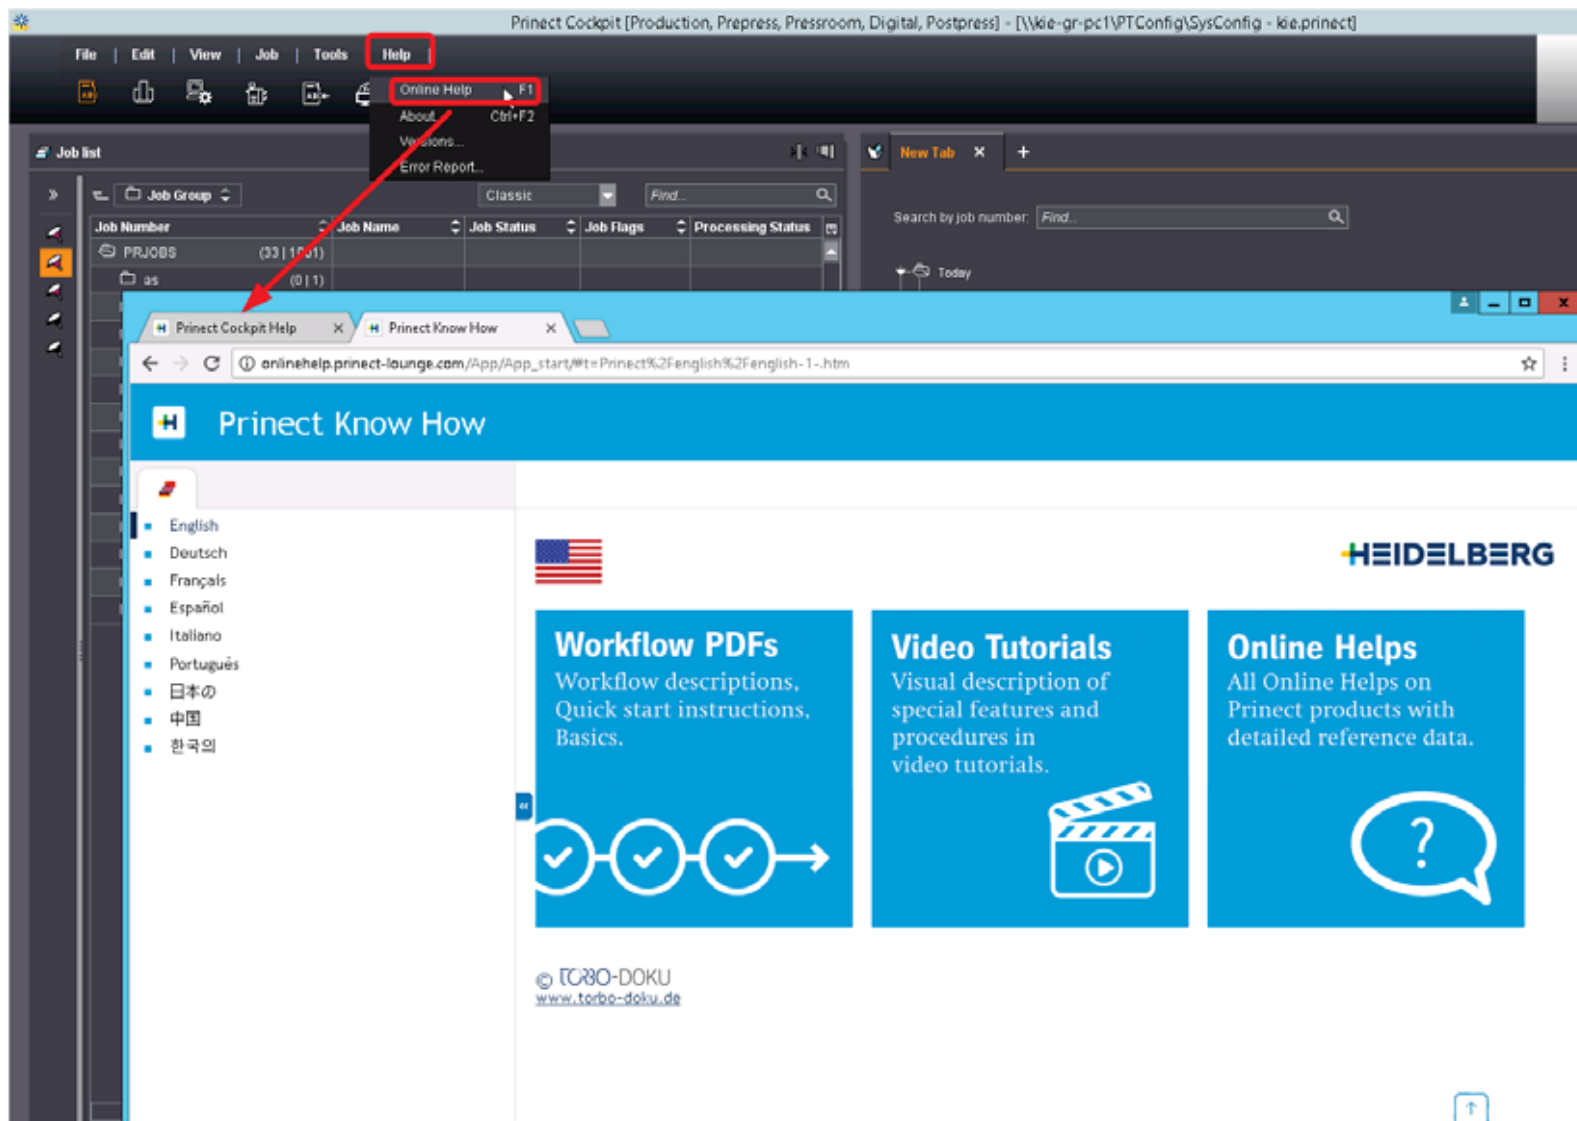 Prinect Cockpit [Production, Prepress, Pressroom, Digital, Postpress] - [\\kie-gr-pc1\PTConfig\SysConfig - kie.prinect]
File | Edit | View | Job | Tools Help
Online Help F1
About... Ctrl+F2
Versions...
Error Report...
Job list
New Tab × +
Job Group
Classic
Find...
Search by job number: Find...
Job Number Job Name Job Status Job Flags Processing Status
PRJOBS (33 | 1001)
as (0 | 1)
Today
Prinect Cockpit Help × Prinect Know How ×
onlinehelp.prinect-lounge.com/App/App_start/#t=Prinect%2Fenglish%2Fenglish-1-.htm
Prinect Know How
English
Deutsch
Français
Español
Italiano
Português
日本の
中国
한국의
HEIDELBERG
Workflow PDFs
Workflow descriptions,
Quick start instructions,
Basics.
Video Tutorials
Visual description of
special features and
procedures in
video tutorials.
Online Helps
All Online Helps on
Prinect products with
detailed reference data.
?
© TORBO-DOKU
www.torbo-doku.de